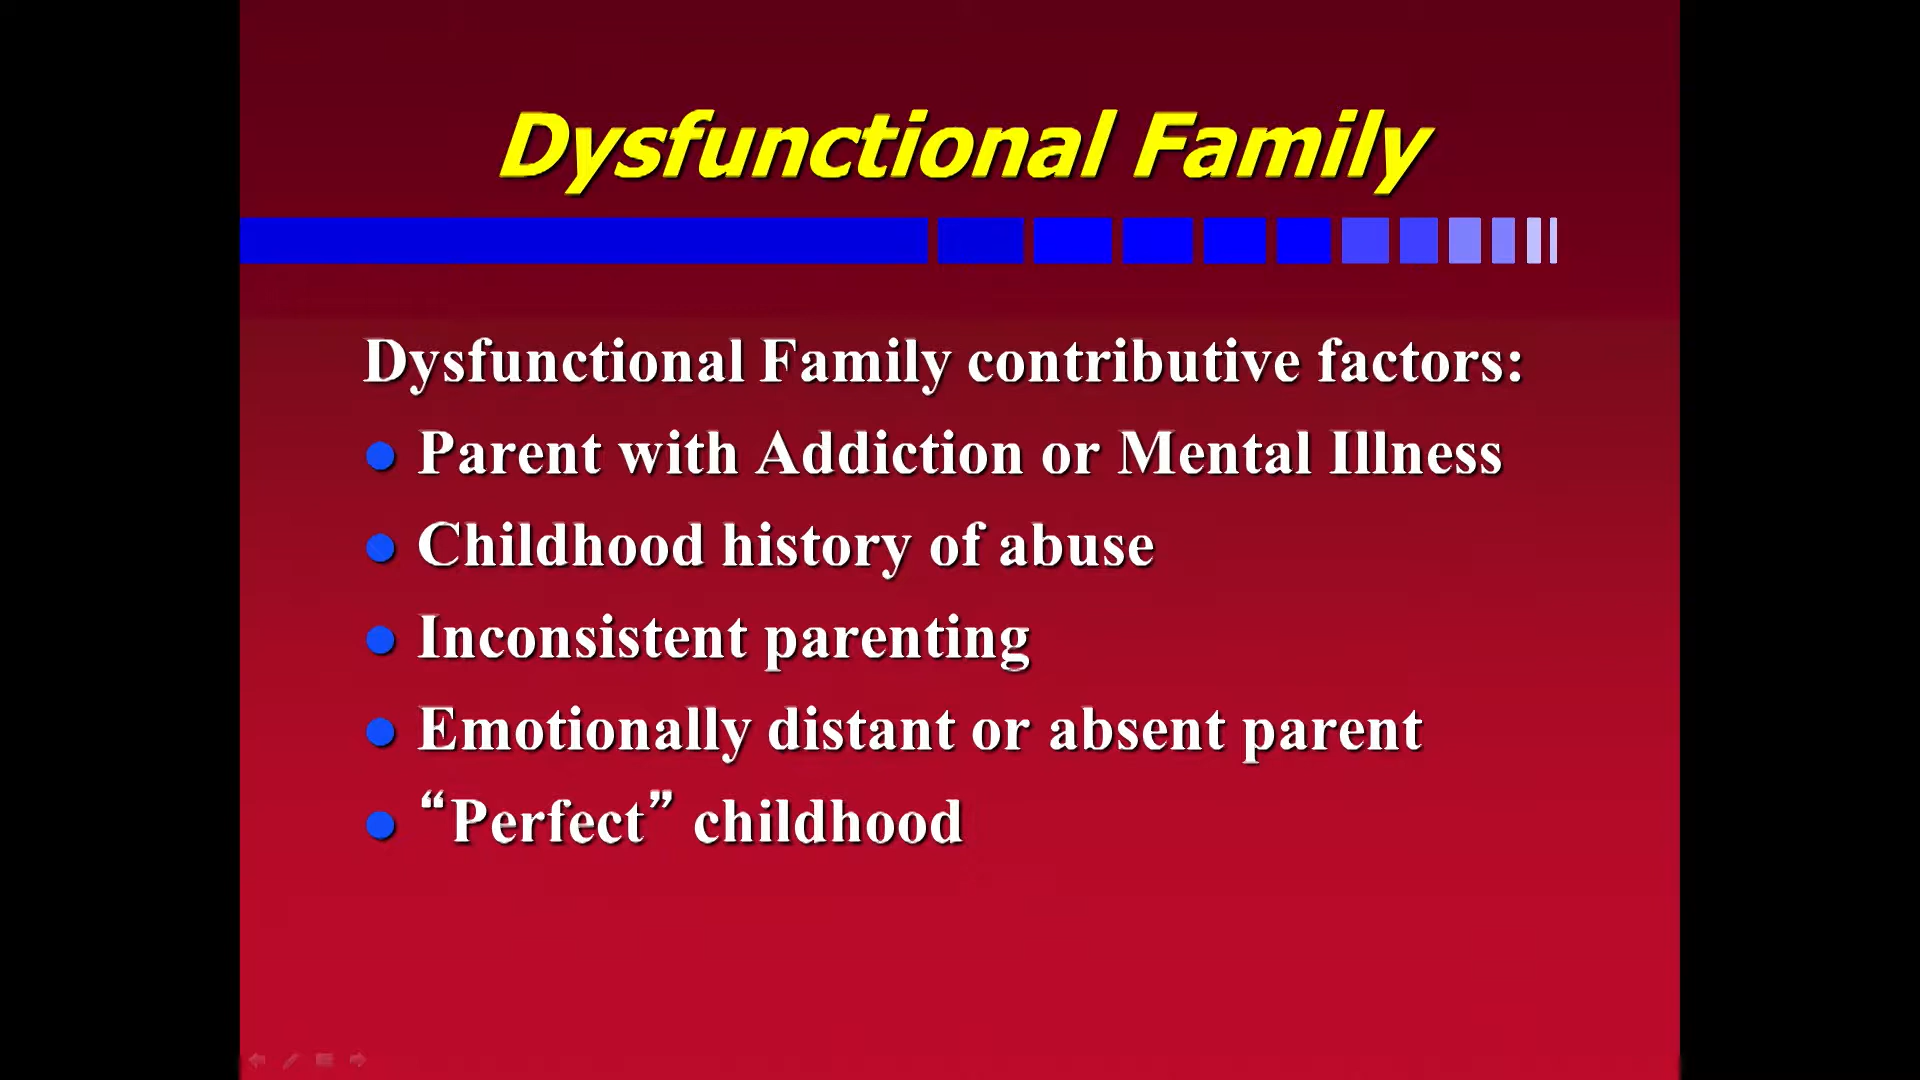 Dysfunctional Family
Dysfunctional Family contributive factors:
Parent with Addiction or Mental Illness
Childhood history of abuse
Inconsistent parenting
Emotionally distant or absent parent
“Perfect” childhood